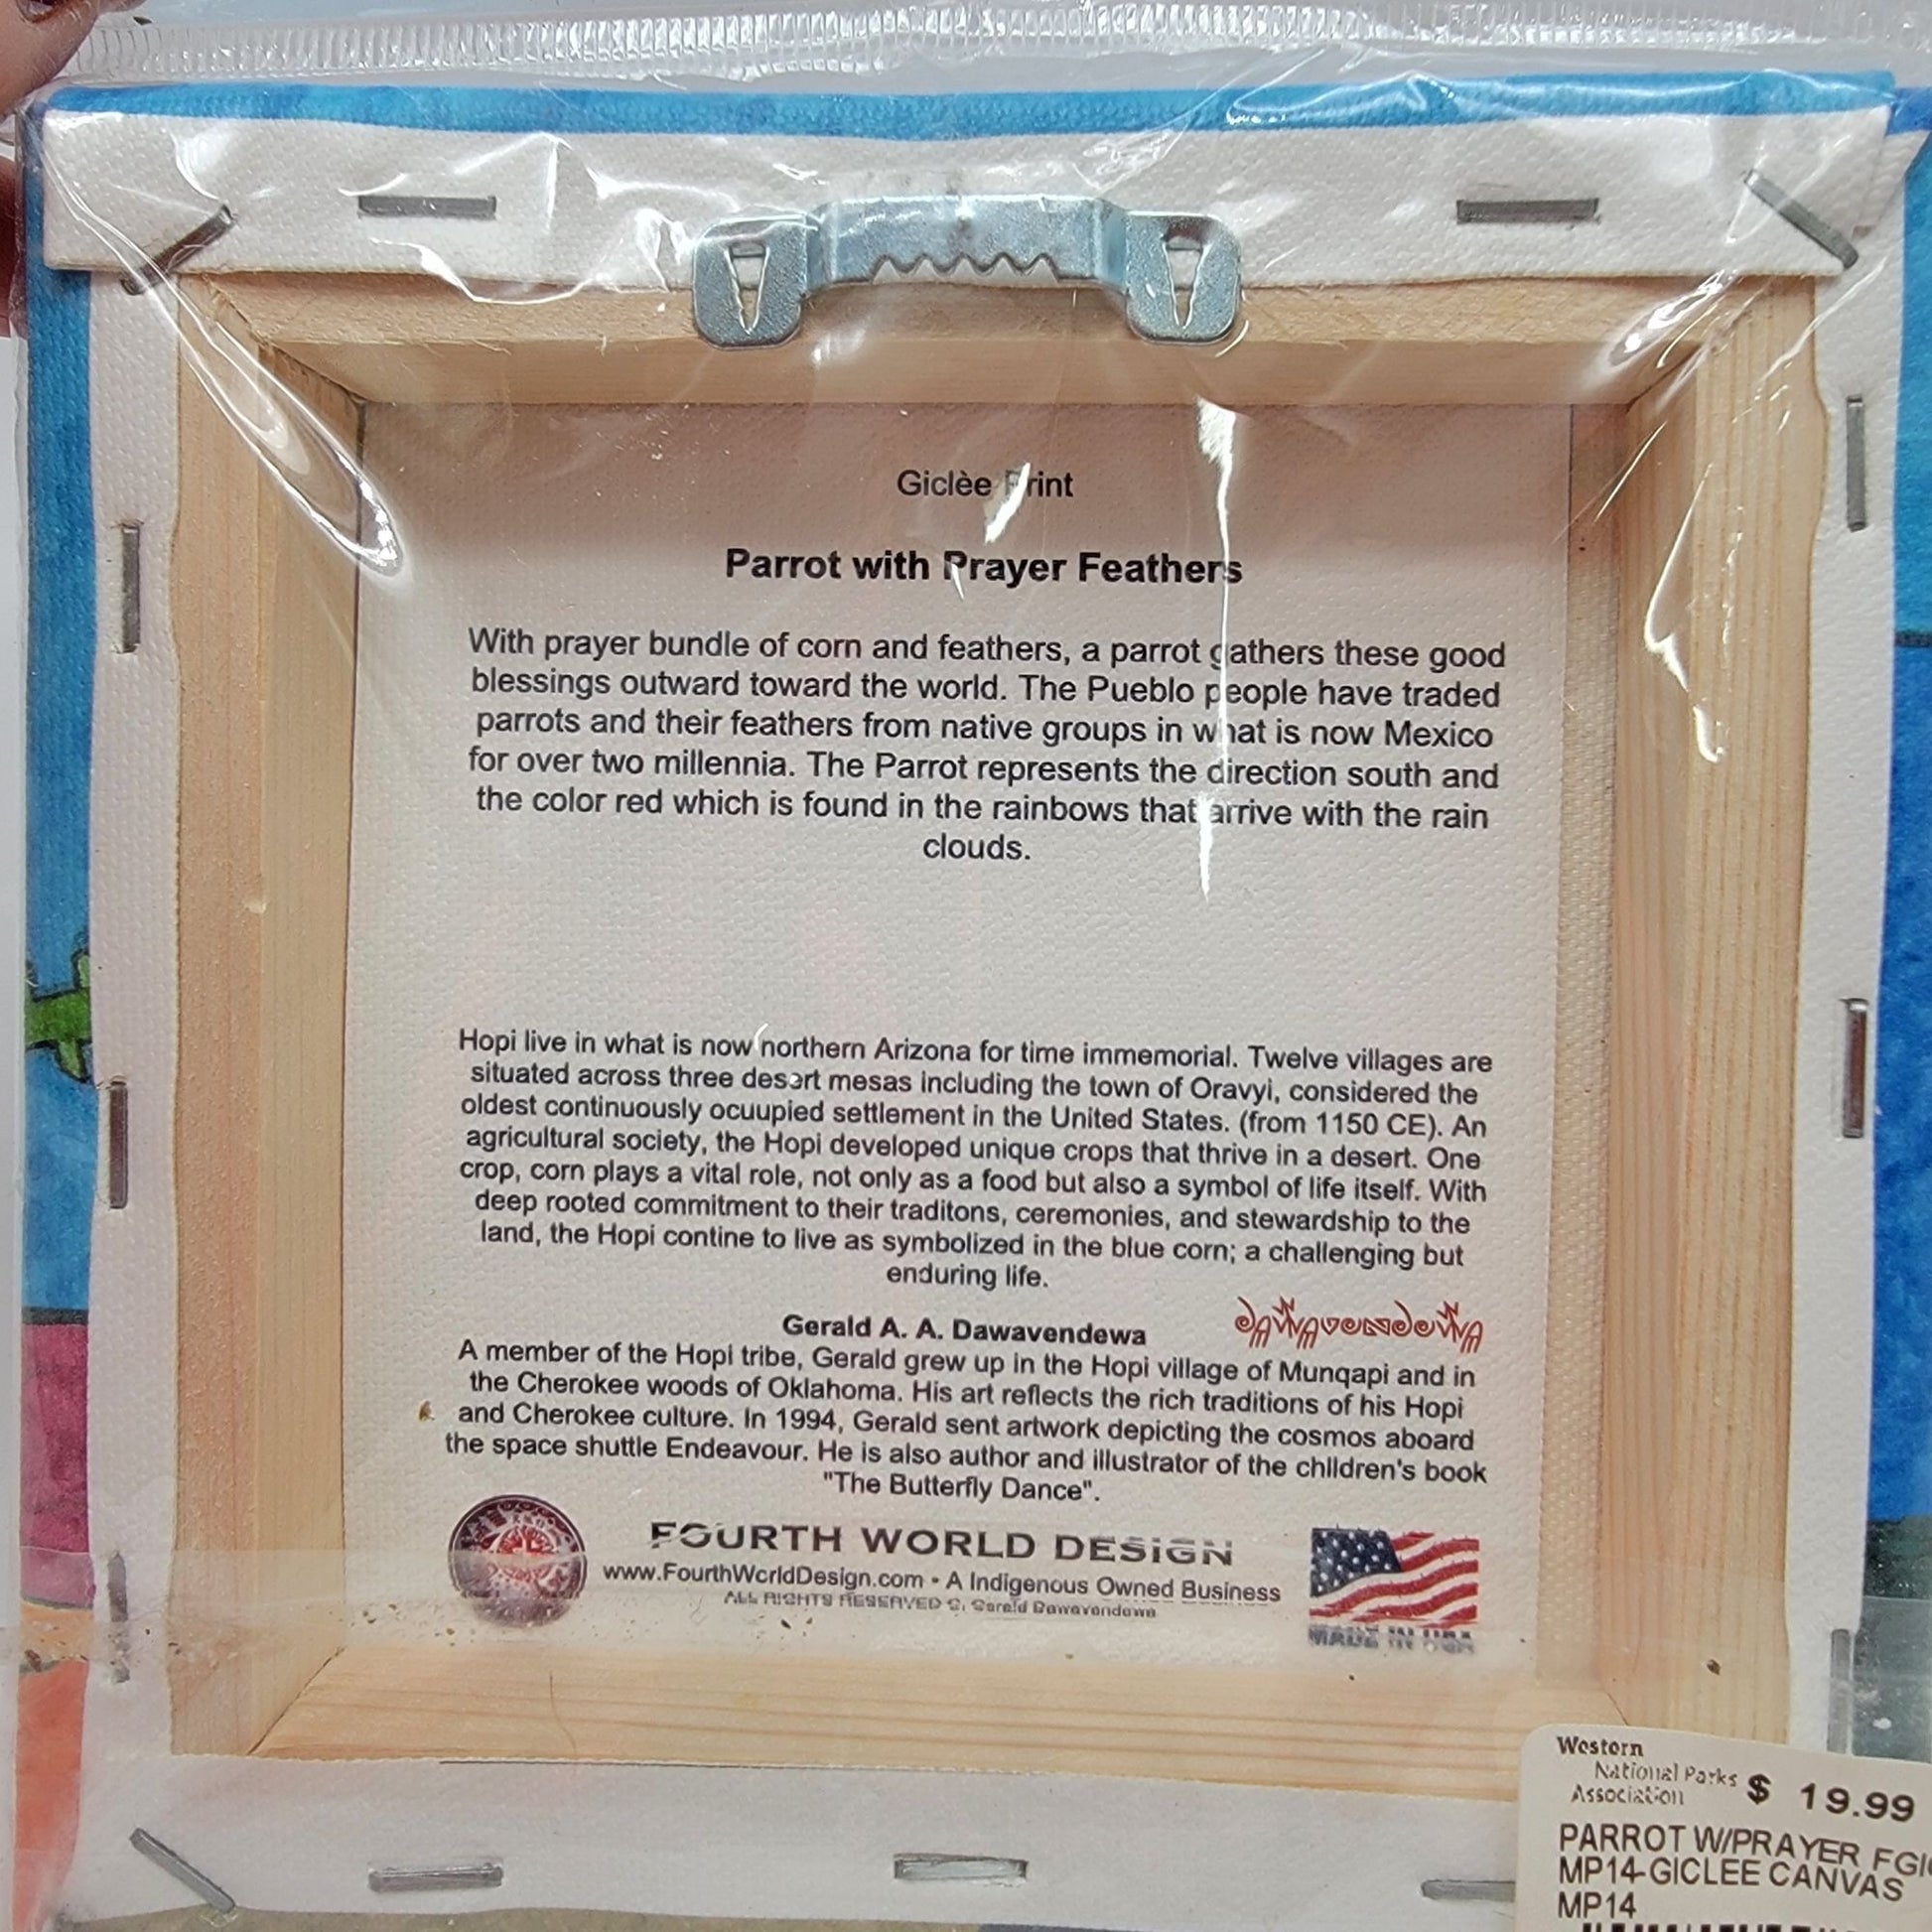 Giclèe Print
Parrot with Prayer Feathers
With prayer bundle of corn and feathers, a parrot gathers these good
blessings outward toward the world. The Pueblo people have traded
parrots and their feathers from native groups in what is now Mexico
for over two millennia. The Parrot represents the direction south and
the color red which is found in the rainbows that arrive with the rain
clouds.
Hopi live in what is now northern Arizona for time immemorial. Twelve villages are
situated across three desert mesas including the town of Oravyi, considered the
oldest continuously ocuupied settlement in the United States. (from 1150 CE). An
agricultural society, the Hopi developed unique crops that thrive in a desert. One
crop, corn plays a vital role, not only as a food but also a symbol of life itself. With
deep rooted commitment to their traditons, ceremonies, and stewardship to the
land, the Hopi contine to live as symbolized in the blue corn; a challenging but
enduring life.
Gerald A. A. Dawavendewa
DAWAVENDEWA
A member of the Hopi tribe, Gerald grew up in the Hopi village of Munqapi and in
the Cherokee woods of Oklahoma. His art reflects the rich traditions of his Hopi
and Cherokee culture. In 1994, Gerald sent artwork depicting the cosmos aboard
the space shuttle Endeavour. He is also author and illustrator of the children's book
"The Butterfly Dance".
FOURTH WORLD DESIGN
www.FourthWorldDesign.com • A Indigenous Owned Business
ALL RIGHTS RESERVED ©. Gerald Dawavendewa
MADE IN USA
Western
National Parks
Association
$ 19.99
PARROT W/PRAYER FGI
MP14-GICLEE CANVAS
MP14